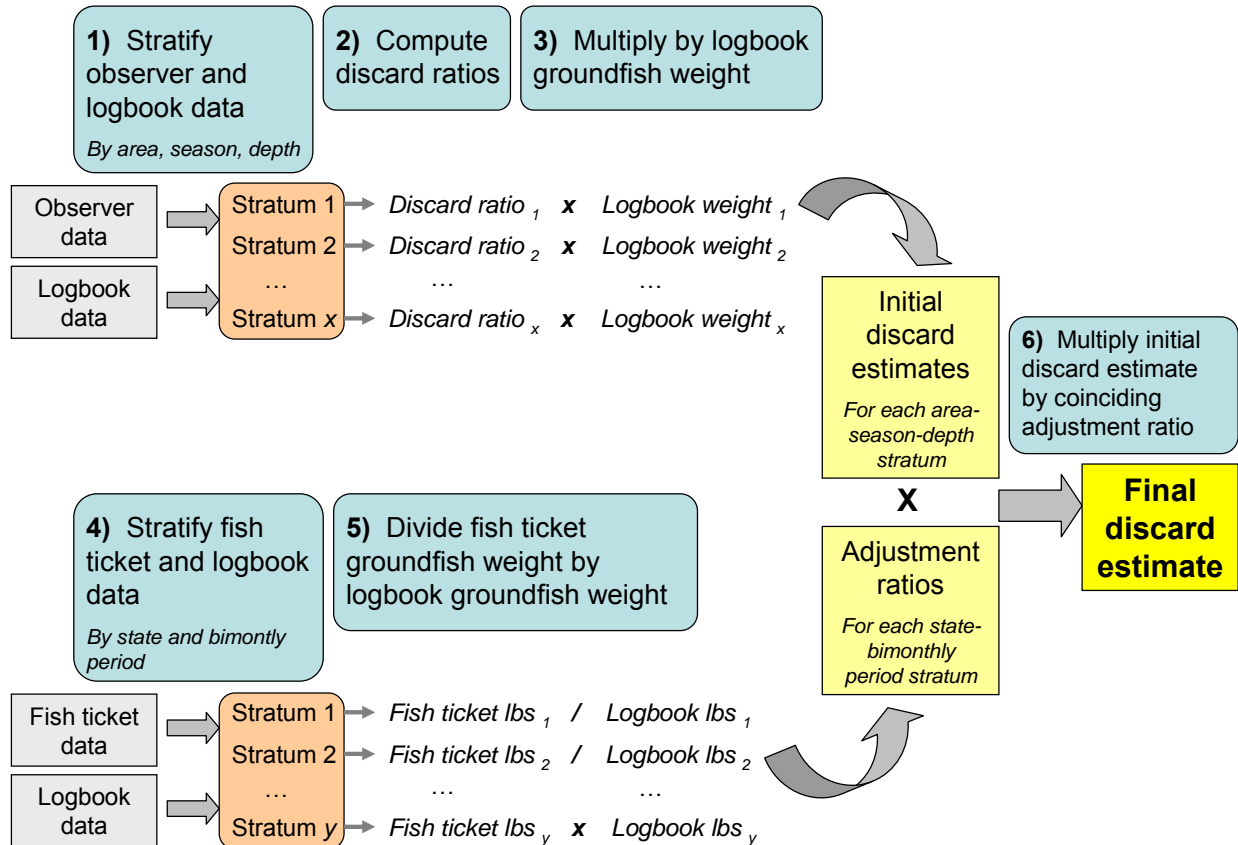 1) Stratify
observer and
logbook data
By area, season, depth
2) Compute
discard ratios
3) Multiply by logbook
groundfish weight
Observer
data
Logbook
data
Stratum 1
Stratum 2
…
Stratum x
Discard ratio 1 x Logbook weight 1
Discard ratio 2 x Logbook weight 2
… …
Discard ratio x x Logbook weight x
Initial
discard
estimates
For each area-
season-depth
stratum
6) Multiply initial
discard estimate
by coinciding
adjustment ratio
X
Final
discard
estimate
4) Stratify fish
ticket and logbook
data
By state and bimontly
period
5) Divide fish ticket
groundfish weight by
logbook groundfish weight
Adjustment
ratios
For each state-
bimonthly
period stratum
Fish ticket
data
Logbook
data
Stratum 1
Stratum 2
…
Stratum y
Fish ticket lbs 1 / Logbook lbs 1
Fish ticket lbs 2 / Logbook lbs 2
… …
Fish ticket lbs y x Logbook lbs y